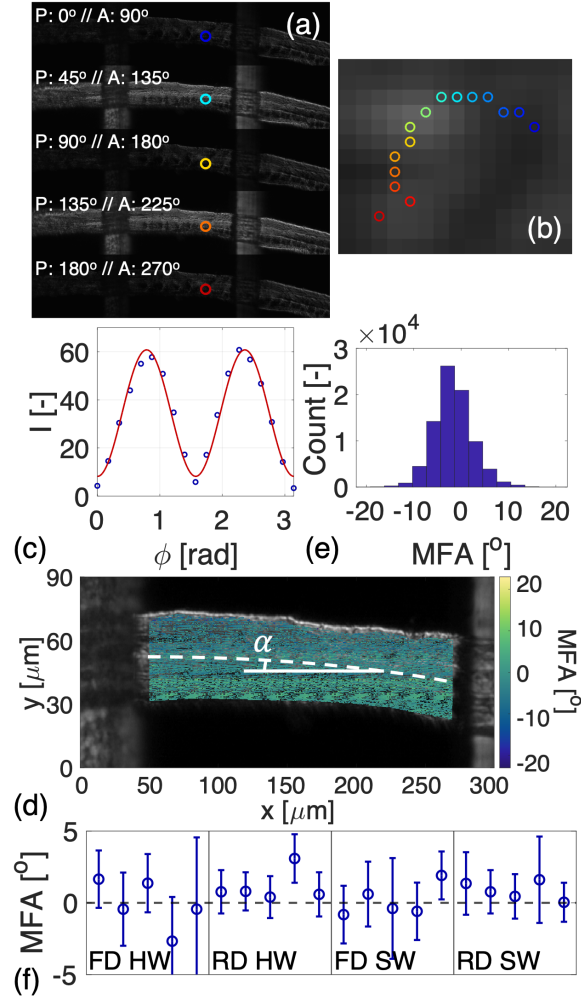 (a)
P: 0º // A: 90º
P: 45º // A: 135º
P: 90º // A: 180º
P: 135º // A: 225º
P: 180º // A: 270º
(b)
60
40
20
0
I [-]
0 1 2 3
ϕ [rad]
(c)
×10⁴
3
2
1
0
Count [-]
-20 -10 0 10 20
MFA [º]
(e)
90
60
30
0
y [μm]
α
0 50 100 150 200 250 300
x [μm]
20
10
0
-10
-20
MFA [º]
(d)
5
0
-5
MFA [º]
FD HW
RD HW
FD SW
RD SW
(f)